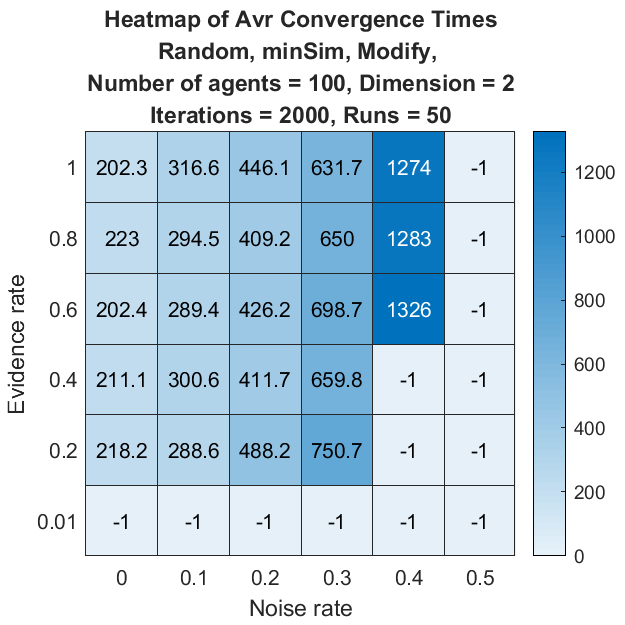 Heatmap of Avr Convergence Times
Random, minSim, Modify,
Number of agents = 100, Dimension = 2
Iterations = 2000, Runs = 50
Evidence rate
1 202.3 316.6 446.1 631.7 1274 -1
0.8 223 294.5 409.2 650 1283 -1
0.6 202.4 289.4 426.2 698.7 1326 -1
0.4 211.1 300.6 411.7 659.8 -1 -1
0.2 218.2 288.6 488.2 750.7 -1 -1
0.01 -1 -1 -1 -1 -1 -1
0 0.1 0.2 0.3 0.4 0.5
Noise rate
1200
1000
800
600
400
200
0